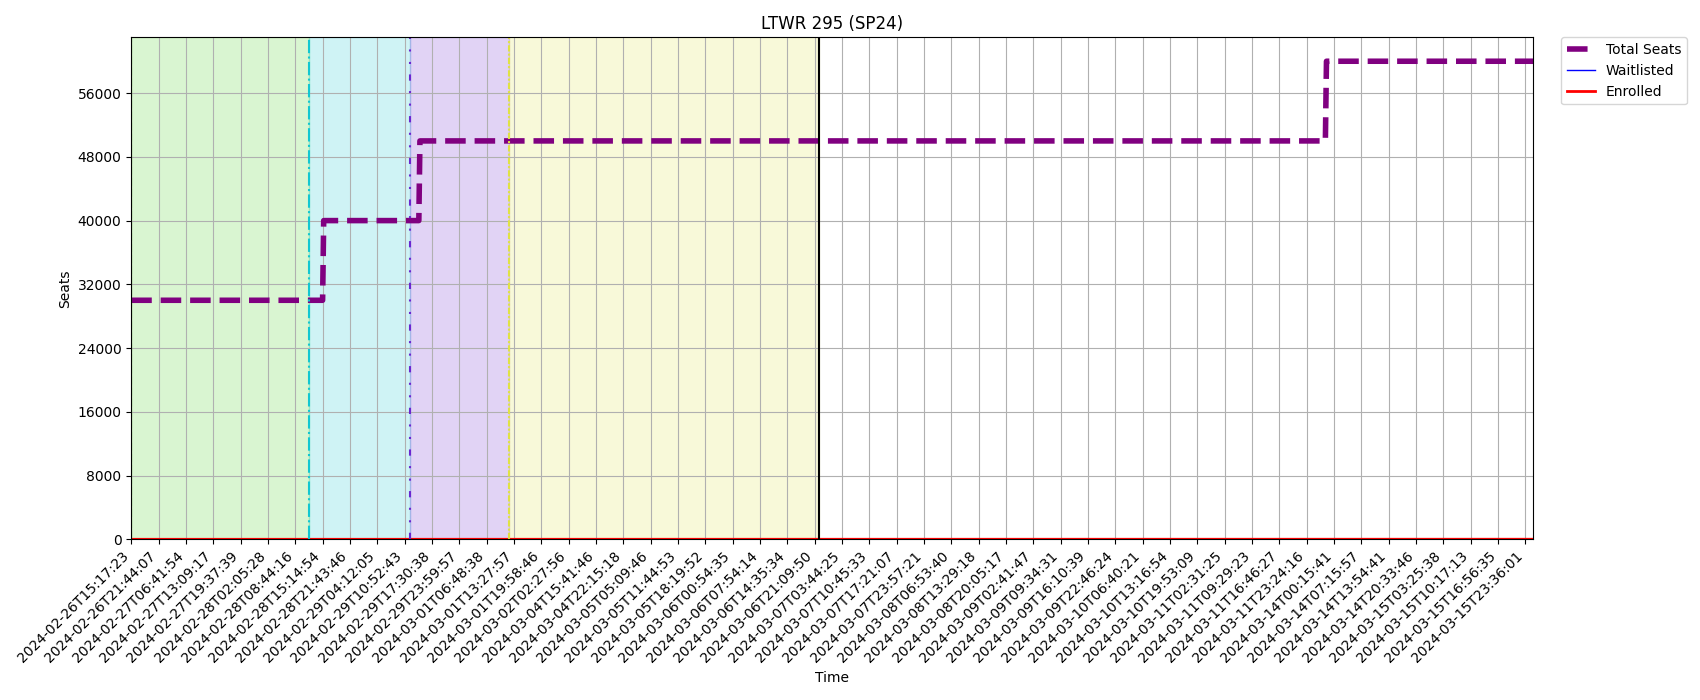 LTWR 295 (SP24)
Total Seats
Waitlisted
Enrolled
Seats
56000
48000
40000
32000
24000
16000
8000
0
2024-02-26T15:17:23
2024-02-26T21:44:07
2024-02-27T06:41:54
2024-02-27T13:09:17
2024-02-27T19:37:39
2024-02-28T02:05:28
2024-02-28T08:44:16
2024-02-28T15:14:54
2024-02-28T21:43:46
2024-02-29T04:12:05
2024-02-29T10:52:43
2024-02-29T17:30:38
2024-02-29T23:59:57
2024-03-01T06:48:38
2024-03-01T13:27:57
2024-03-01T19:58:46
2024-03-02T02:27:56
2024-03-04T15:41:46
2024-03-04T22:15:18
2024-03-05T05:09:46
2024-03-05T11:44:53
2024-03-05T18:19:52
2024-03-06T00:54:35
2024-03-06T07:54:14
2024-03-06T14:35:34
2024-03-06T21:09:50
2024-03-07T03:44:25
2024-03-07T10:45:33
2024-03-07T17:21:07
2024-03-07T23:57:21
2024-03-08T06:53:40
2024-03-08T13:29:18
2024-03-08T20:05:17
2024-03-09T02:41:47
2024-03-09T09:34:31
2024-03-09T16:10:39
2024-03-09T22:46:24
2024-03-10T06:40:21
2024-03-10T13:16:54
2024-03-10T19:53:09
2024-03-11T02:31:25
2024-03-11T09:29:23
2024-03-11T16:46:27
2024-03-11T23:24:16
2024-03-14T00:15:41
2024-03-14T07:15:57
2024-03-14T13:54:41
2024-03-14T20:33:46
2024-03-15T03:25:38
2024-03-15T10:17:13
2024-03-15T16:56:35
2024-03-15T23:36:01
Time